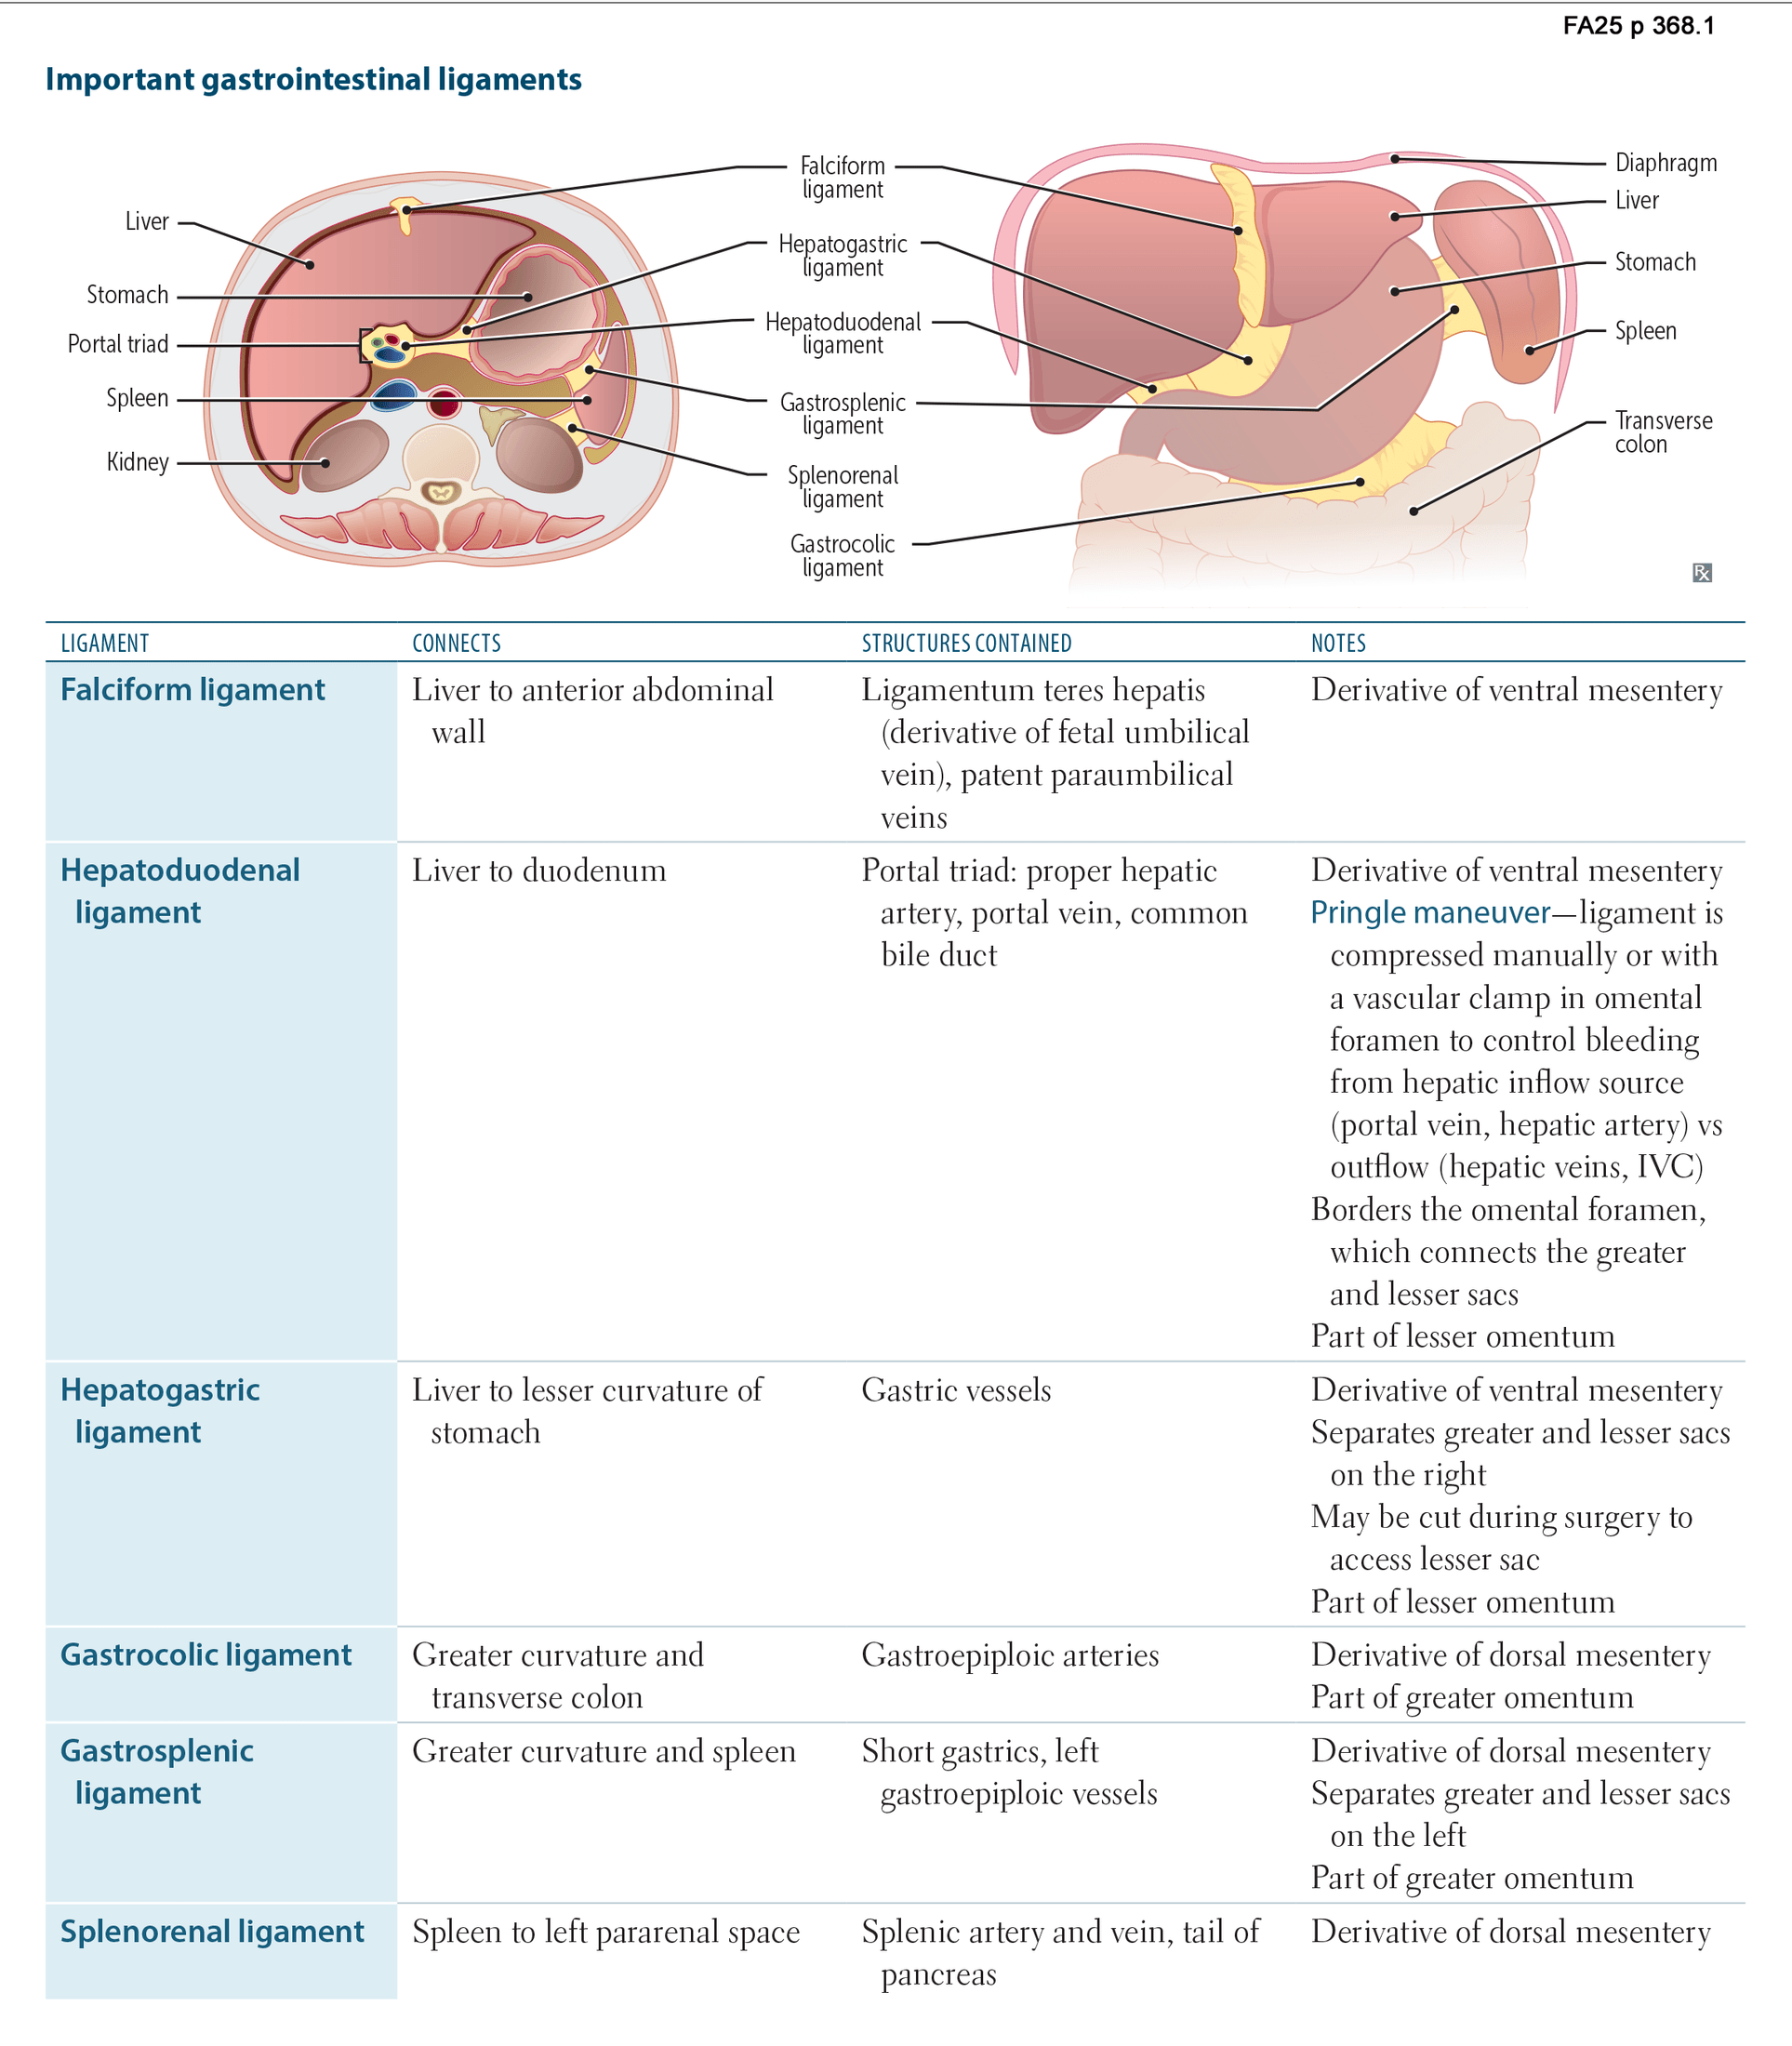 FA25 p 368.1
Important gastrointestinal ligaments
Liver
Stomach
Portal triad
Spleen
Kidney
Falciform
ligament
Hepatogastric
ligament
Hepatoduodenal
ligament
Gastrosplenic
ligament
Splenorenal
ligament
Gastrocolic
ligament
Diaphragm
Liver
Stomach
Spleen
Transverse
colon
Rx
LIGAMENT CONNECTS STRUCTURES CONTAINED NOTES
Falciform ligament
Liver to anterior abdominal
wall
Ligamentum teres hepatis
(derivative of fetal umbilical
vein), patent paraumbilical
veins
Derivative of ventral mesentery
Hepatoduodenal
ligament
Liver to duodenum
Portal triad: proper hepatic
artery, portal vein, common
bile duct
Derivative of ventral mesentery
Pringle maneuver—ligament is
compressed manually or with
a vascular clamp in omental
foramen to control bleeding
from hepatic inflow source
(portal vein, hepatic artery) vs
outflow (hepatic veins, IVC)
Borders the omental foramen,
which connects the greater
and lesser sacs
Part of lesser omentum
Hepatogastric
ligament
Liver to lesser curvature of
stomach
Gastric vessels
Derivative of ventral mesentery
Separates greater and lesser sacs
on the right
May be cut during surgery to
access lesser sac
Part of lesser omentum
Gastrocolic ligament
Greater curvature and
transverse colon
Gastroepiploic arteries
Derivative of dorsal mesentery
Part of greater omentum
Gastrosplenic
ligament
Greater curvature and spleen
Short gastrics, left
gastroepiploic vessels
Derivative of dorsal mesentery
Separates greater and lesser sacs
on the left
Part of greater omentum
Splenorenal ligament
Spleen to left pararenal space
Splenic artery and vein, tail of
pancreas
Derivative of dorsal mesentery